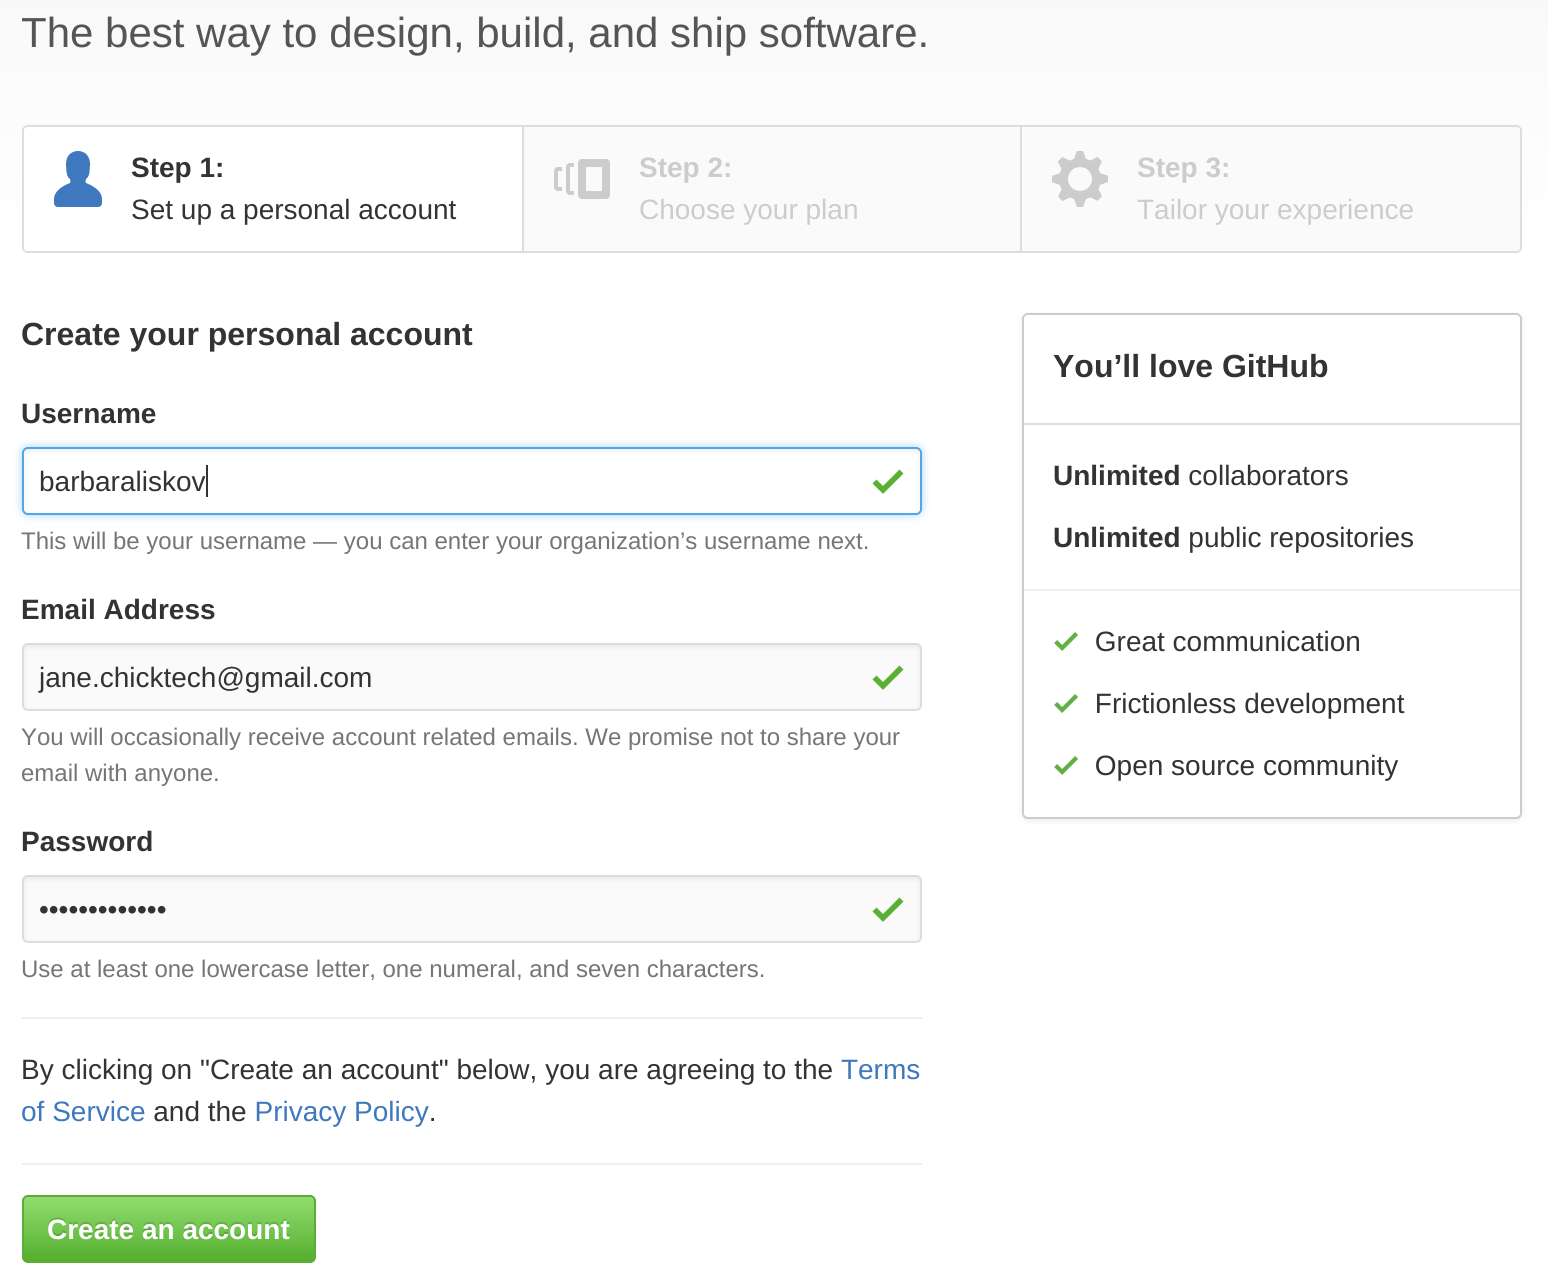 The best way to design, build, and ship software.
Step 1:
Set up a personal account
Step 2:
Choose your plan
Step 3:
Tailor your experience
Create your personal account
Username
barbaraliskov
This will be your username — you can enter your organization’s username next.
Email Address
jane.chicktech@gmail.com
You will occasionally receive account related emails. We promise not to share your
email with anyone.
Password
•••••••••••••
Use at least one lowercase letter, one numeral, and seven characters.
By clicking on "Create an account" below, you are agreeing to the Terms
of Service and the Privacy Policy.
Create an account
You’ll love GitHub
Unlimited collaborators
Unlimited public repositories
Great communication
Frictionless development
Open source community